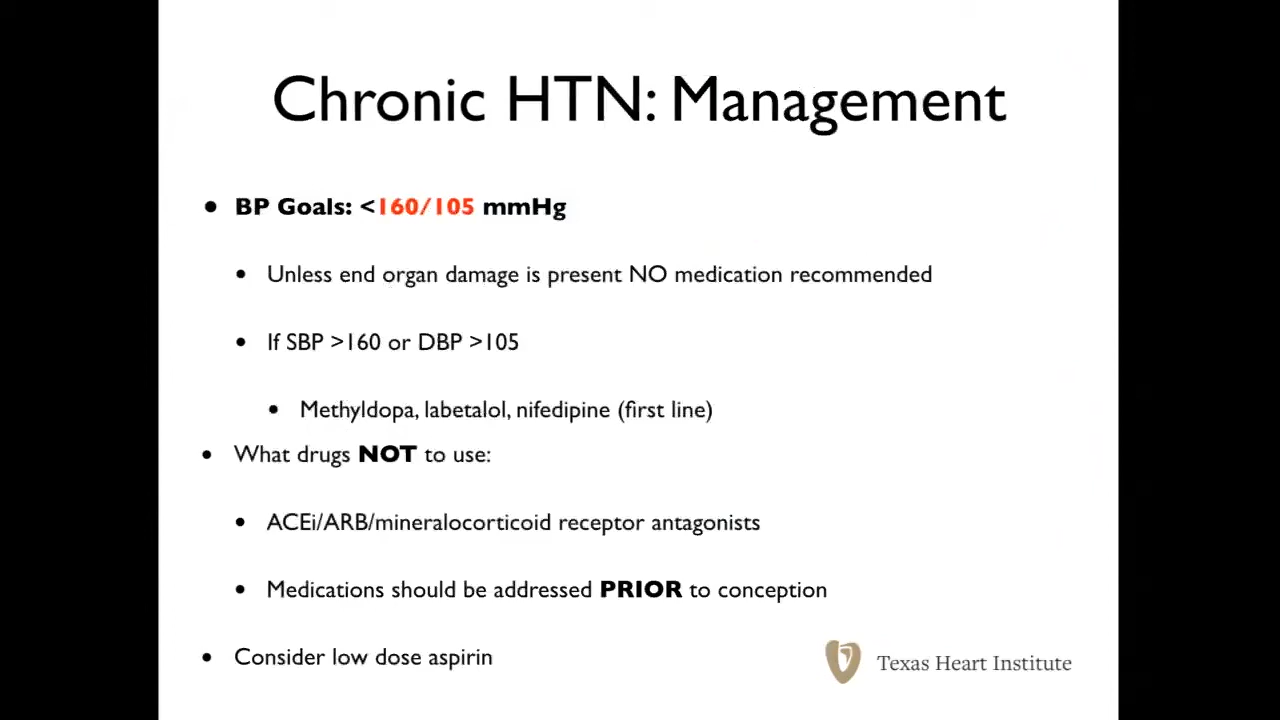 Chronic HTN: Management
• BP Goals: <160/105 mmHg
• Unless end organ damage is present NO medication recommended
• If SBP >160 or DBP >105
• Methyldopa, labetalol, nifedipine (first line)
• What drugs NOT to use:
• ACEi/ARB/mineralocorticoid receptor antagonists
• Medications should be addressed PRIOR to conception
• Consider low dose aspirin
Texas Heart Institute